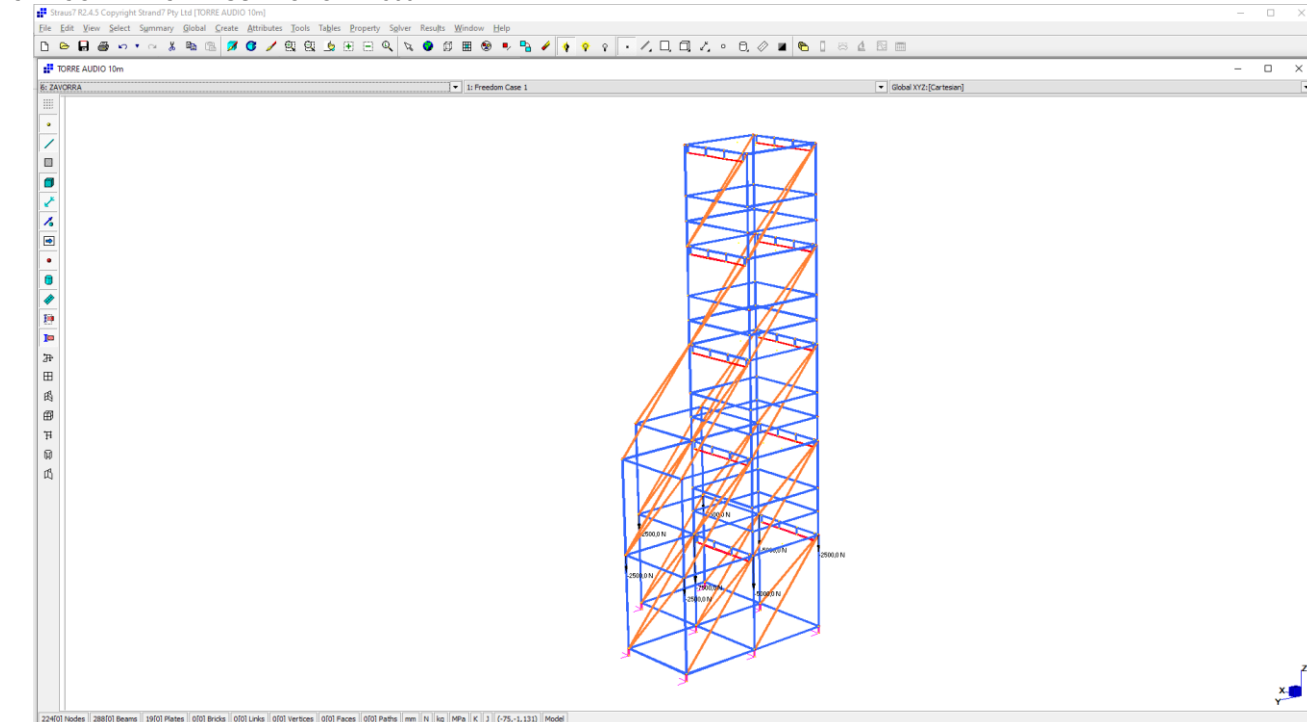 Straus7 R2.4.5 Copyright Strand7 Pty Ltd [TORRE AUDIO 10m]
File Edit View Select Summary Global Create Attributes Tools Tables Property Solver Results Window Help
TORRE AUDIO 10m
6: ZAVORRA 1: Freedom Case 1 Global XYZ:[Cartesian]
-2500,0 N
-2500,0 N
-2500,0 N
-2500,0 N
-5000,0 N
Z
X
Y
224[0] Nodes 288[0] Beams 19[0] Plates 0[0] Bricks 0[0] Links 0[0] Vertices 0[0] Faces 0[0] Paths mm N kg MPa K J (-75,-1,131) Model